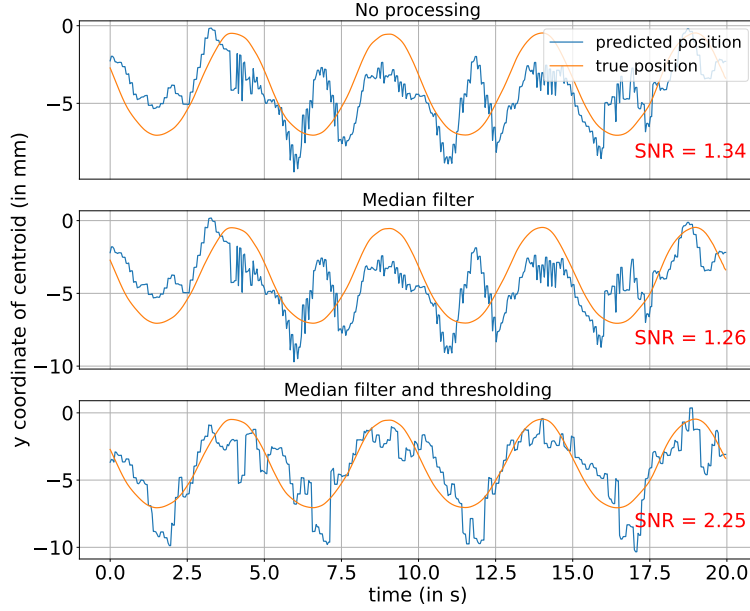 No processing
predicted position
true position
0
−5
SNR = 1.34
Median filter
0
−5
−10
SNR = 1.26
Median filter and thresholding
0
−5
−10
SNR = 2.25
0.0 2.5 5.0 7.5 10.0 12.5 15.0 17.5 20.0
time (in s)
y coordinate of centroid (in mm)